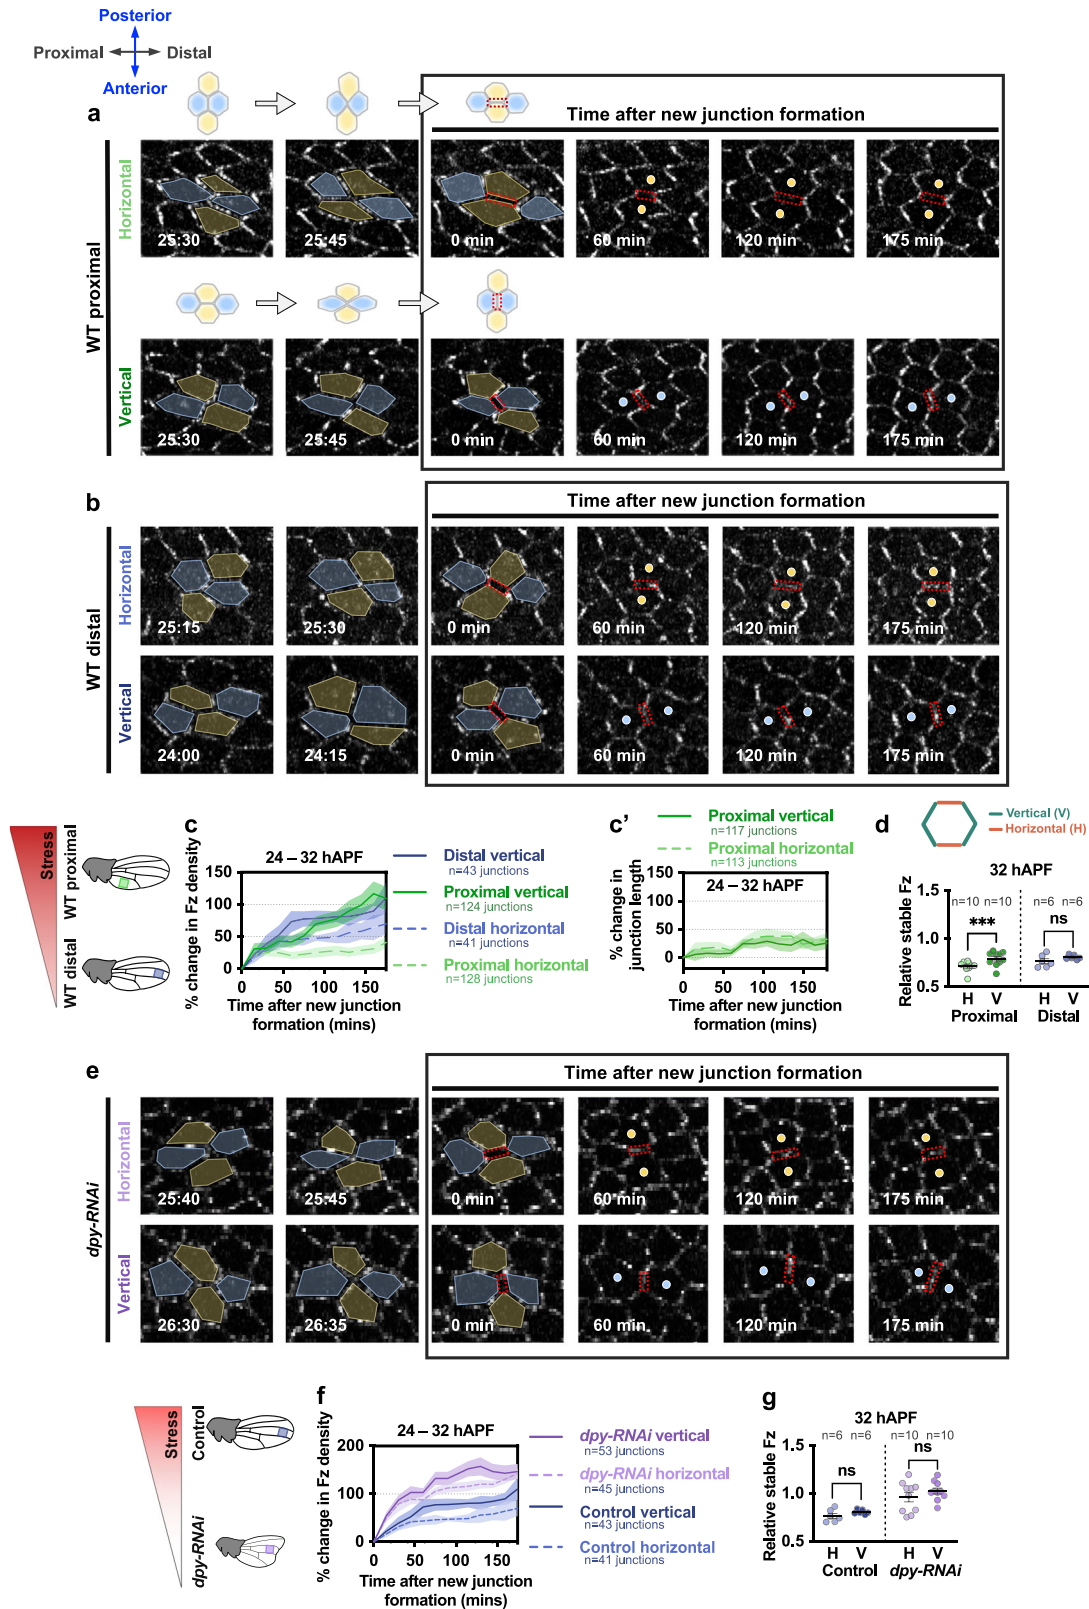 Posterior
Proximal
Distal
Anterior
a
Time after new junction formation
WT proximal
Horizontal
25:30
25:45
0 min
60 min
120 min
175 min
Vertical
25:30
25:45
0 min
60 min
120 min
175 min
b
Time after new junction formation
WT distal
Horizontal
25:15
25:30
0 min
60 min
120 min
175 min
Vertical
24:00
24:15
0 min
60 min
120 min
175 min
Stress
WT proximal
WT distal
c
24 – 32 hAPF
% change in Fz density
150
100
50
0
0
50
100
150
Time after new junction
formation (mins)
Distal vertical
n=43 junctions
Proximal vertical
n=124 junctions
Distal horizontal
n=41 junctions
Proximal horizontal
n=128 junctions
c'
Proximal vertical
n=117 junctions
Proximal horizontal
n=113 junctions
24 – 32 hAPF
% change in
junction length
150
100
50
0
0
50
100
150
Time after new junction
formation (mins)
d
Vertical (V)
Horizontal (H)
32 hAPF
n=10 n=10 n=6 n=6
*** ns
Relative stable Fz
1.5
1.0
0.5
H V H V
Proximal Distal
e
Time after new junction formation
dpy-RNAi
Horizontal
25:40
25:45
0 min
60 min
120 min
175 min
Vertical
26:30
26:35
0 min
60 min
120 min
175 min
Stress
Control
dpy-RNAi
f
24 – 32 hAPF
% change in Fz density
200
100
0
0
50
100
150
Time after new junction
formation (mins)
dpy-RNAi vertical
n=53 junctions
dpy-RNAi horizontal
n=45 junctions
Control vertical
n=43 junctions
Control horizontal
n=41 junctions
g
32 hAPF
n=6 n=6 n=10 n=10
ns ns
Relative stable Fz
1.5
1.0
0.5
H V H V
Control dpy-RNAi